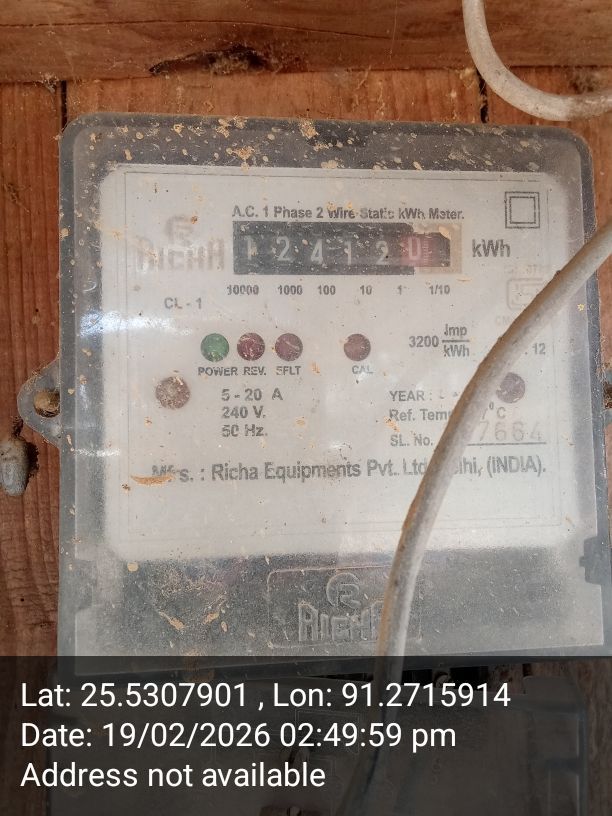 A.C. 1 Phase 2 Wire Static kWh Meter.
RICHA
1 2 4 1 2 0 kWh
10000 1000 100 10 1 1/10
CL - 1
3200 Imp/kWh
12
POWER REV. EFLT CAL
5 - 20 A
240 V.
50 Hz.
YEAR :
Ref. Temp °C
SL. No. 7664
Mfrs. : Richa Equipments Pvt. Ltd. (INDIA).
RICHA
Lat: 25.5307901 , Lon: 91.2715914
Date: 19/02/2026 02:49:59 pm
Address not available